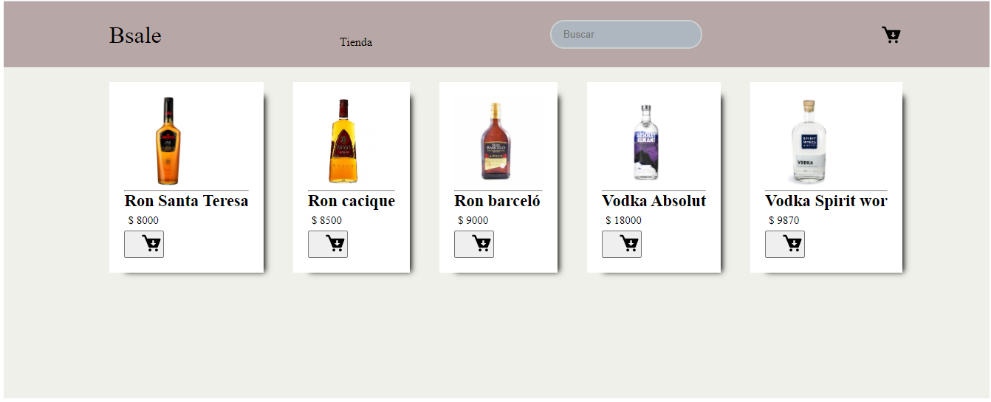 Bsale
Tienda
Buscar
Ron Santa Teresa
$ 8000
Ron cacique
$ 8500
Ron barceló
$ 9000
Vodka Absolut
$ 18000
VODKA
Vodka Spirit wor
$ 9870